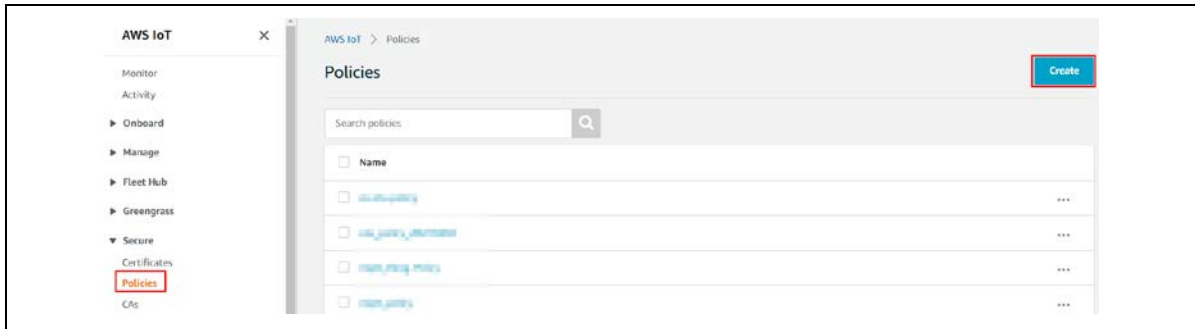 AWS IoT
Monitor
Activity
Onboard
Manage
Fleet Hub
Greengrass
Secure
Certificates
Policies
CAs
AWS IoT > Policies
Policies
Create
Search policies
Name